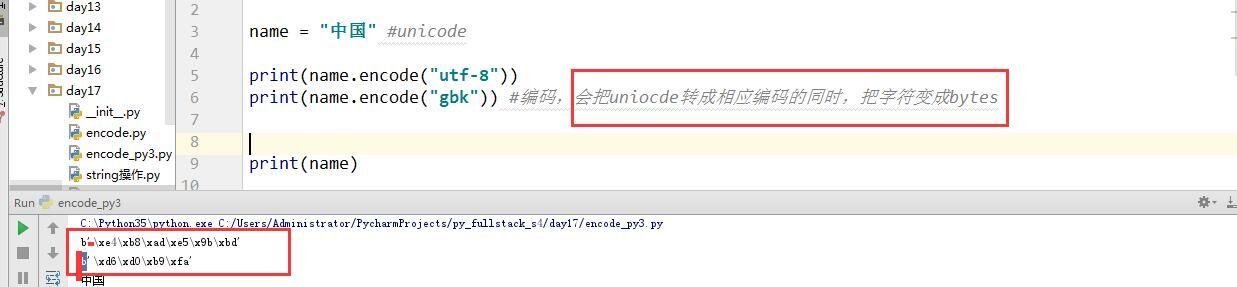 day13
day14
day15
day16
day17
__init__.py
encode.py
encode_py3.py
string操作.py
2
3 name = "中国" #unicode
4
5 print(name.encode("utf-8"))
6 print(name.encode("gbk")) #编码，会把uniocde转成相应编码的同时，把字符变成bytes
7
8
9 print(name)
10
Run encode_py3
C:\Python35\python.exe C:/Users/Administrator/PycharmProjects/py_fullstack_s4/day17/encode_py3.py
b'\xe4\xb8\xad\xe5\x9b\xbd'
b'\xd6\xd0\xb9\xfa'
中国